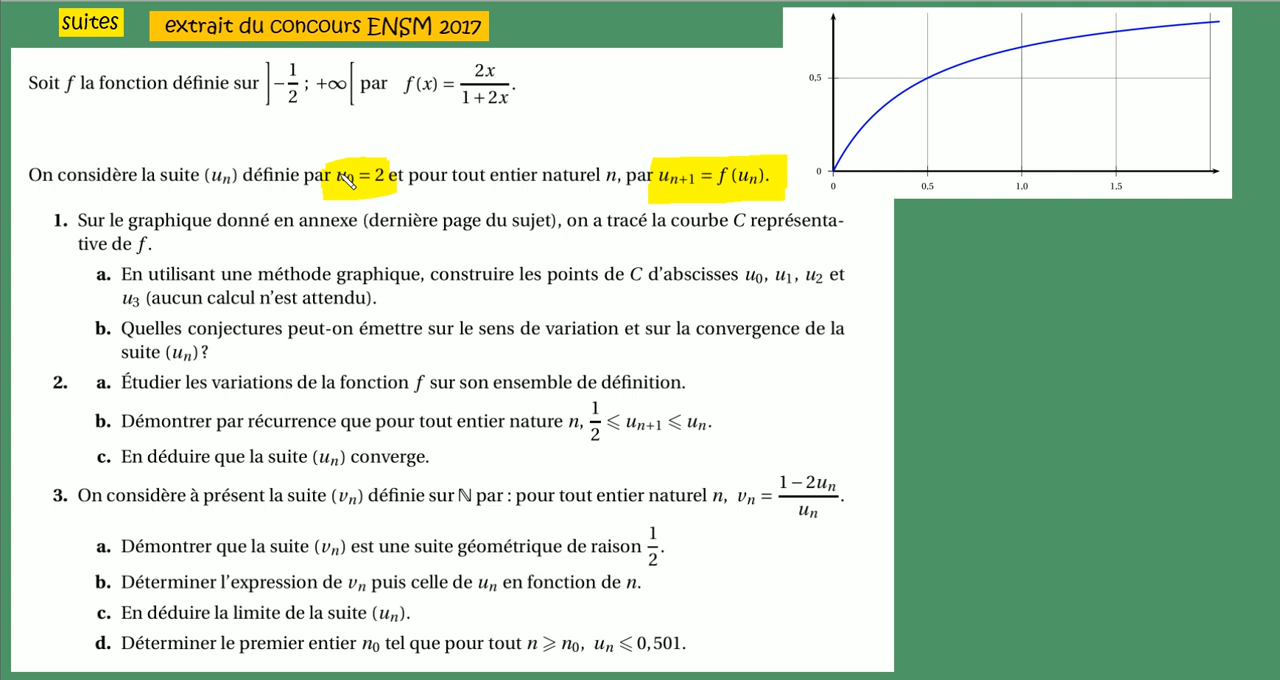 suites
extrait du concours ENSM 2017
Soit f la fonction définie sur ]−1/2 ; +∞[ par f(x) = 2x/(1+2x).
On considère la suite (uₙ) définie par u₀ = 2 et pour tout entier naturel n, par uₙ₊₁ = f(uₙ).
1. Sur le graphique donné en annexe (dernière page du sujet), on a tracé la courbe C représenta-
tive de f.
a. En utilisant une méthode graphique, construire les points de C d'abscisses u₀, u₁, u₂ et
u₃ (aucun calcul n'est attendu).
b. Quelles conjectures peut-on émettre sur le sens de variation et sur la convergence de la
suite (uₙ) ?
2. a. Étudier les variations de la fonction f sur son ensemble de définition.
b. Démontrer par récurrence que pour tout entier nature n, 1/2 ⩽ uₙ₊₁ ⩽ uₙ.
c. En déduire que la suite (uₙ) converge.
3. On considère à présent la suite (vₙ) définie sur ℕ par : pour tout entier naturel n, vₙ = (1−2uₙ)/uₙ.
a. Démontrer que la suite (vₙ) est une suite géométrique de raison 1/2.
b. Déterminer l'expression de vₙ puis celle de uₙ en fonction de n.
c. En déduire la limite de la suite (uₙ).
d. Déterminer le premier entier n₀ tel que pour tout n ⩾ n₀, uₙ ⩽ 0,501.
0,5
0
0 0.5 1.0 1.5